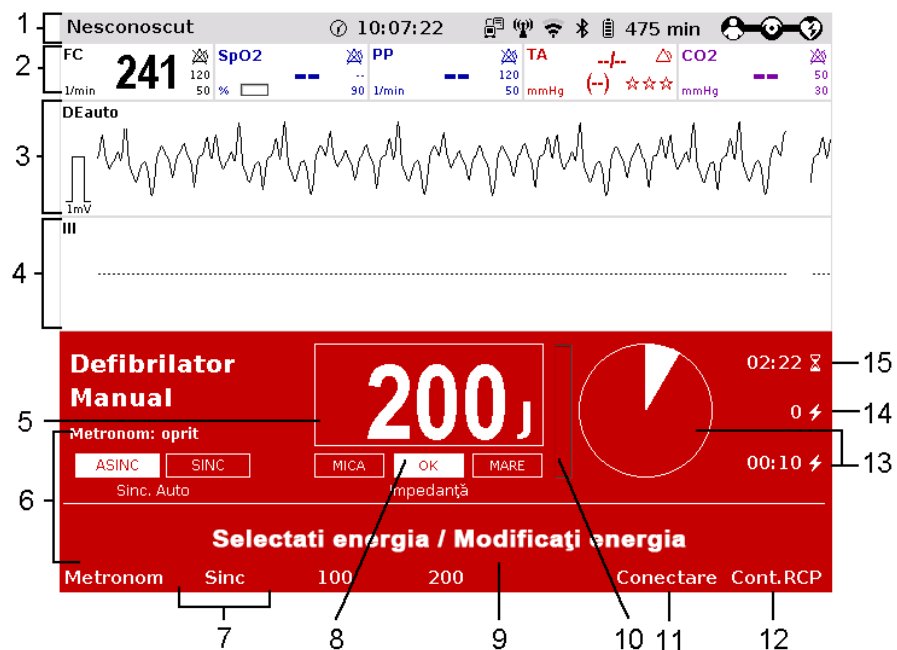 1 Nesconoscut 10:07:22 475 min
2 FC 241 120 50 1/min SpO2 -- -- 90 % PP -- 120 50 1/min TA --/-- (--) mmHg CO2 -- 50 30 mmHg
DEauto
3
1mV
III
4
Defibrilator
Manual
200 J
02:22 15
0 14
5
Metronom: oprit
13
ASINC SINC MICA OK MARE 00:10
Sinc. Auto Impedanţă
6
Selectati energia / Modificaţi energia
Metronom Sinc 100 200 Conectare Cont.RCP
7 8 9 10 11 12